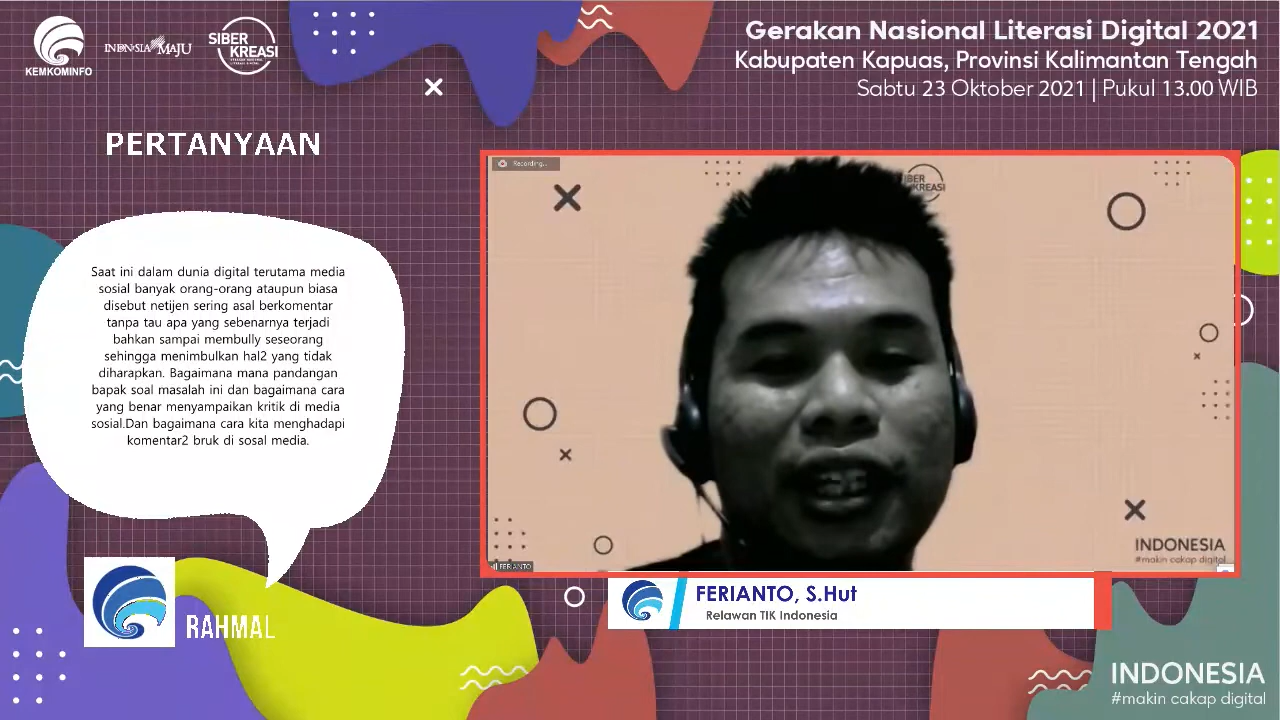 KEMKOMINFO
INDONESIA MAJU
SIBER
KREASI
Gerakan Nasional Literasi Digital 2021
Kabupaten Kapuas, Provinsi Kalimantan Tengah
Sabtu 23 Oktober 2021 | Pukul 13.00 WIB
PERTANYAAN
Saat ini dalam dunia digital terutama media
sosial banyak orang-orang ataupun biasa
disebut netijen sering asal berkomentar
tanpa tau apa yang sebenarnya terjadi
bahkan sampai membully seseorang
sehingga menimbulkan hal2 yang tidak
diharapkan. Bagaimana mana pandangan
bapak soal masalah ini dan bagaimana cara
yang benar menyampaikan kritik di media
sosial.Dan bagaimana cara kita menghadapi
komentar2 bruk di sosal media.
RAHMAL
Recording...
SIBER
KREASI
INDONESIA
#makin cakap digital
FERIANTO
FERIANTO, S.Hut
Relawan TIK Indonesia
INDONESIA
#makin cakap digital